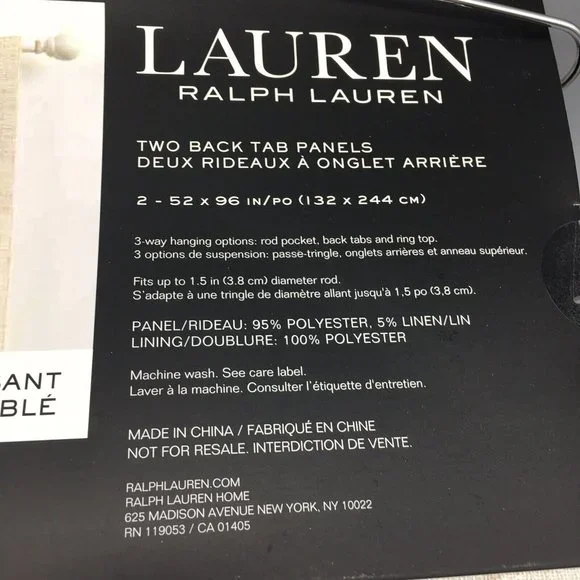 LAUREN
RALPH LAUREN
TWO BACK TAB PANELS
DEUX RIDEAUX À ONGLET ARRIÈRE
2 - 52 x 96 IN/PO (132 x 244 CM)
3-way hanging options: rod pocket, back tabs and ring top.
3 options de suspension: passe-tringle, onglets arrières et anneau supérieur.
Fits up to 1.5 in (3.8 cm) diameter rod.
S'adapte à une tringle de diamètre allant jusqu'à 1,5 po (3,8 cm).
PANEL/RIDEAU: 95% POLYESTER, 5% LINEN/LIN
LINING/DOUBLURE: 100% POLYESTER
SANT
BLÉ
Machine wash. See care label.
Laver à la machine. Consulter l'étiquette d'entretien.
MADE IN CHINA / FABRIQUÉ EN CHINE
NOT FOR RESALE. INTERDICTION DE VENTE.
RALPHLAUREN.COM
RALPH LAUREN HOME
625 MADISON AVENUE NEW YORK, NY 10022
RN 119053 / CA 01405